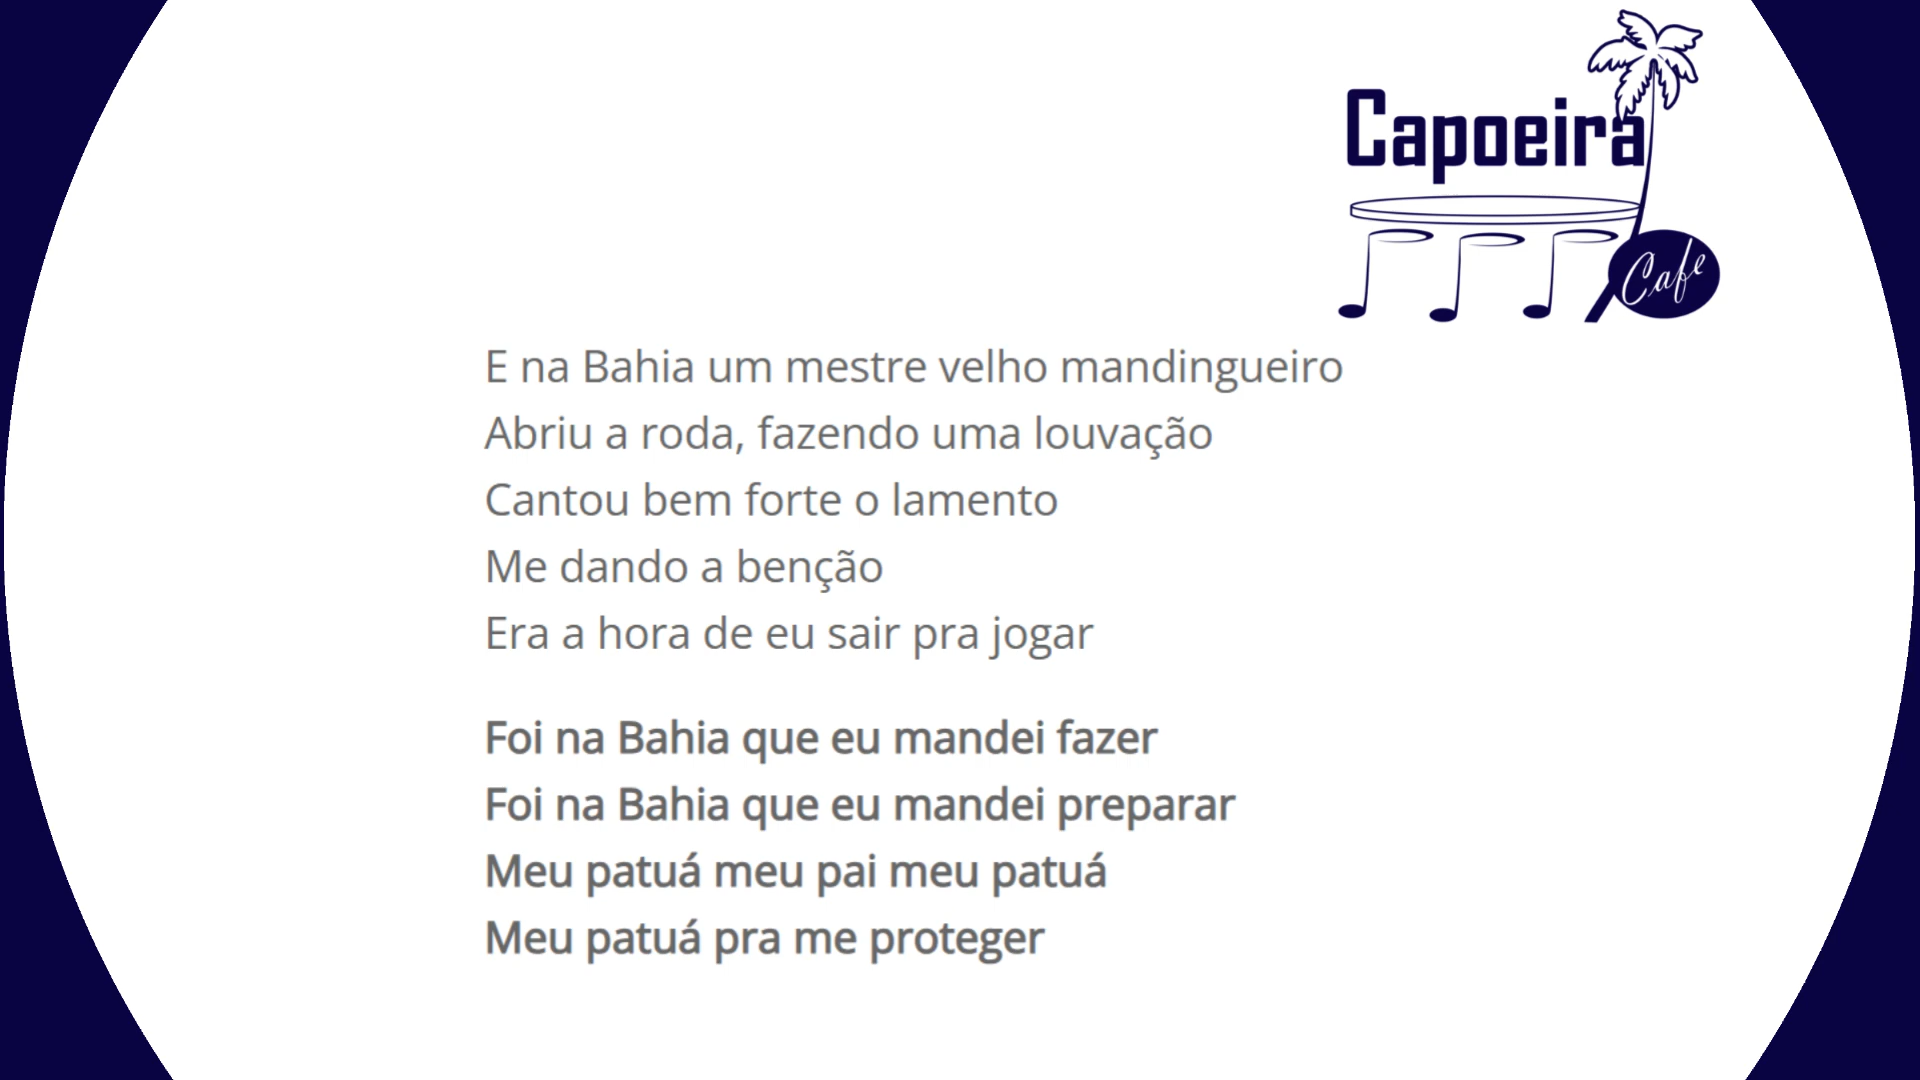 Capoeira
Cafe
E na Bahia um mestre velho mandingueiro
Abriu a roda, fazendo uma louvação
Cantou bem forte o lamento
Me dando a benção
Era a hora de eu sair pra jogar
Foi na Bahia que eu mandei fazer
Foi na Bahia que eu mandei preparar
Meu patuá meu pai meu patuá
Meu patuá pra me proteger